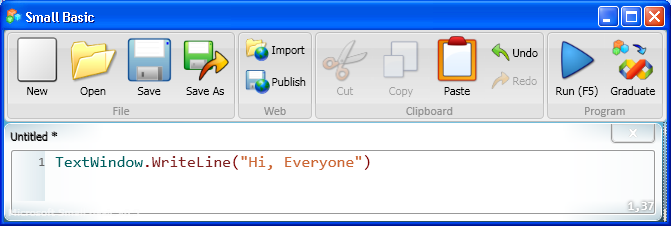 Small Basic
New Open Save Save As
Import
Publish
Cut Copy Paste
Undo
Redo
Run (F5) Graduate
File Web Clipboard Program
Untitled *
1 TextWindow.WriteLine("Hi, Everyone")
1,37